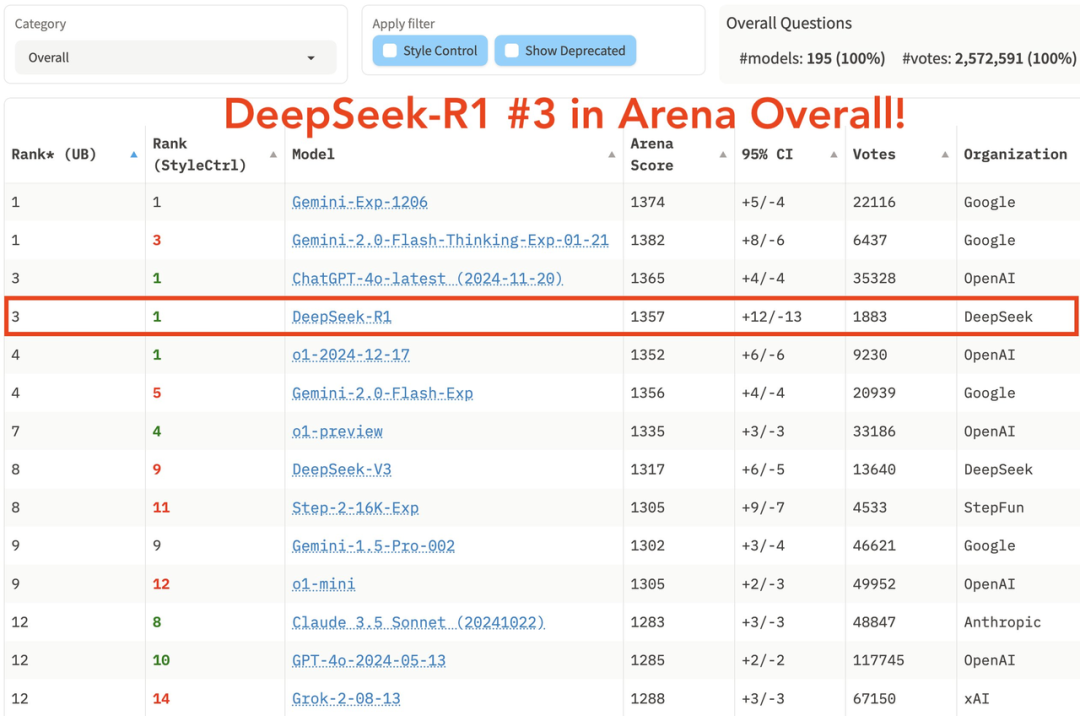 Category
Overall
Apply filter
Style Control
Show Deprecated
Overall Questions
#models: 195 (100%) #votes: 2,572,591 (100%)
DeepSeek-R1 #3 in Arena Overall!
Rank* (UB) Rank (StyleCtrl) Model Arena Score 95% CI Votes Organization
1 1 Gemini-Exp-1206 1374 +5/-4 22116 Google
1 3 Gemini-2.0-Flash-Thinking-Exp-01-21 1382 +8/-6 6437 Google
3 1 ChatGPT-4o-latest (2024-11-20) 1365 +4/-4 35328 OpenAI
3 1 DeepSeek-R1 1357 +12/-13 1883 DeepSeek
4 1 o1-2024-12-17 1352 +6/-6 9230 OpenAI
4 5 Gemini-2.0-Flash-Exp 1356 +4/-4 20939 Google
7 4 o1-preview 1335 +3/-3 33186 OpenAI
8 9 DeepSeek-V3 1317 +6/-5 13640 DeepSeek
8 11 Step-2-16K-Exp 1305 +9/-7 4533 StepFun
9 9 Gemini-1.5-Pro-002 1302 +3/-4 46621 Google
9 12 o1-mini 1305 +2/-3 49952 OpenAI
12 8 Claude 3.5 Sonnet (20241022) 1283 +3/-3 48847 Anthropic
12 10 GPT-4o-2024-05-13 1285 +2/-2 117745 OpenAI
12 14 Grok-2-08-13 1288 +3/-3 67150 xAI